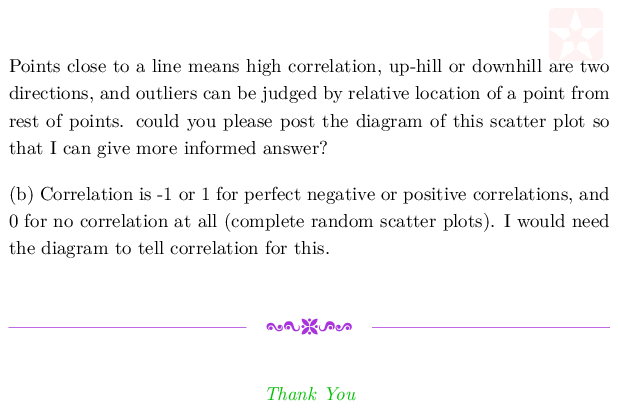 Points close to a line means high correlation, up-hill or downhill are two
directions, and outliers can be judged by relative location of a point from
rest of points. could you please post the diagram of this scatter plot so
that I can give more informed answer?
(b) Correlation is -1 or 1 for perfect negative or positive correlations, and
0 for no correlation at all (complete random scatter plots). I would need
the diagram to tell correlation for this.
Thank You